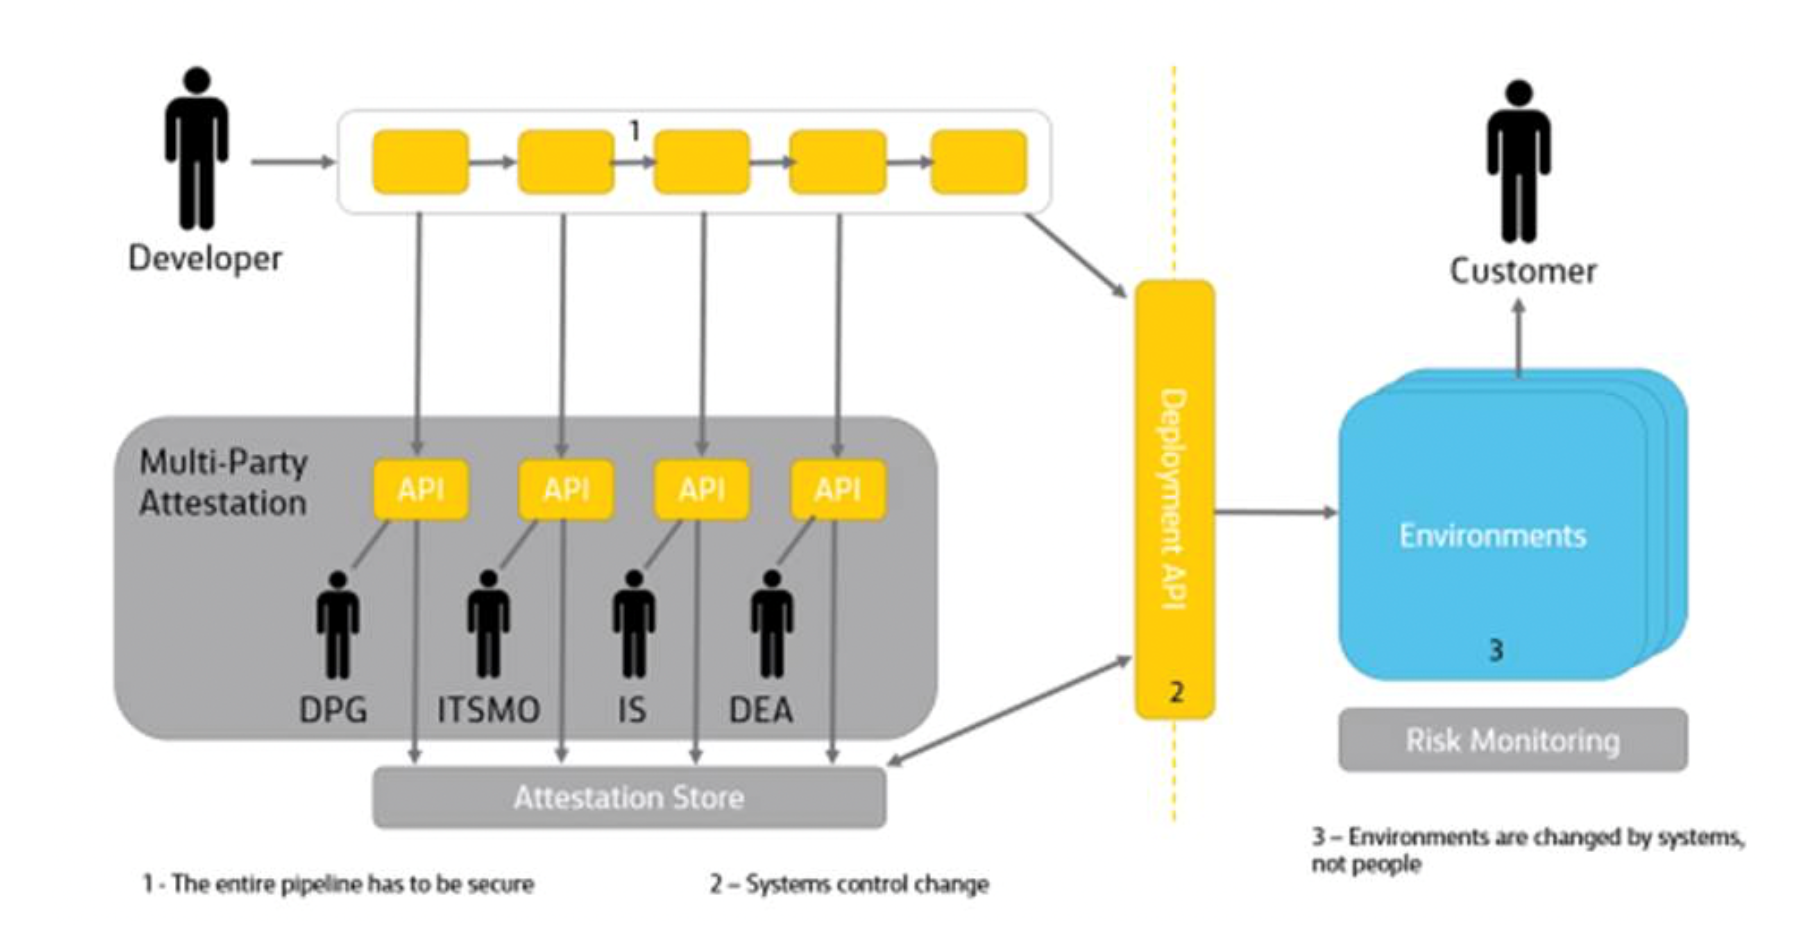 1
Developer
Customer
Multi-Party
Attestation
API
API
API
API
DPG
ITSMO
IS
DEA
Attestation Store
Deployment API
2
Environments
3
Risk Monitoring
1 - The entire pipeline has to be secure
2 – Systems control change
3 – Environments are changed by systems,
not people